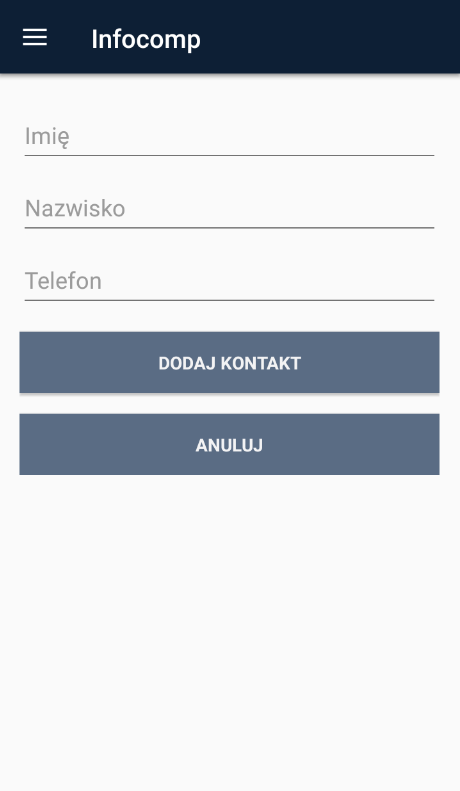 Infocomp
Imię
Nazwisko
Telefon
DODAJ KONTAKT
ANULUJ